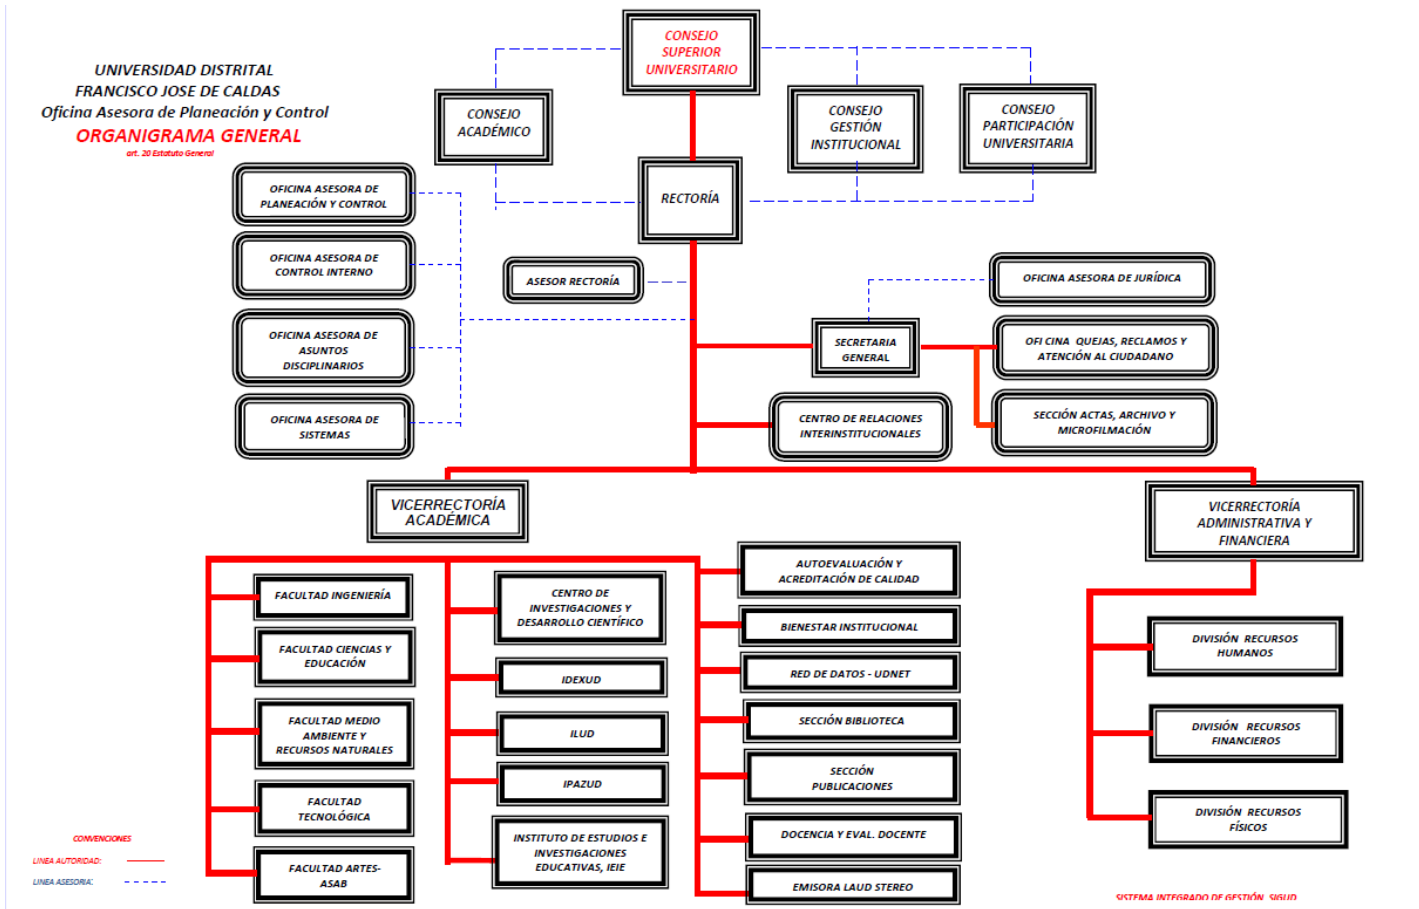 UNIVERSIDAD DISTRITAL
FRANCISCO JOSE DE CALDAS
Oficina Asesora de Planeación y Control
ORGANIGRAMA GENERAL
art. 20 Estatuto General
CONSEJO
SUPERIOR
UNIVERSITARIO
CONSEJO
ACADÉMICO
CONSEJO
GESTIÓN
INSTITUCIONAL
CONSEJO
PARTICIPACIÓN
UNIVERSITARIA
RECTORÍA
OFICINA ASESORA DE
PLANEACIÓN Y CONTROL
OFICINA ASESORA DE
CONTROL INTERNO
OFICINA ASESORA DE
ASUNTOS
DISCIPLINARIOS
OFICINA ASESORA DE
SISTEMAS
ASESOR RECTORÍA
OFICINA ASESORA DE JURÍDICA
SECRETARIA
GENERAL
OFI CINA QUEJAS, RECLAMOS Y
ATENCIÓN AL CIUDADANO
CENTRO DE RELACIONES
INTERINSTITUCIONALES
SECCIÓN ACTAS, ARCHIVO Y
MICROFILMACIÓN
VICERRECTORÍA
ACADÉMICA
VICERRECTORÍA
ADMINISTRATIVA Y
FINANCIERA
FACULTAD INGENIERÍA
FACULTAD CIENCIAS Y
EDUCACIÓN
FACULTAD MEDIO
AMBIENTE Y
RECURSOS NATURALES
FACULTAD
TECNOLÓGICA
FACULTAD ARTES-
ASAB
CENTRO DE
INVESTIGACIONES Y
DESARROLLO CIENTÍFICO
IDEXUD
ILUD
IPAZUD
INSTITUTO DE ESTUDIOS E
INVESTIGACIONES
EDUCATIVAS, IEIE
AUTOEVALUACIÓN Y
ACREDITACIÓN DE CALIDAD
BIENESTAR INSTITUCIONAL
RED DE DATOS - UDNET
SECCIÓN BIBLIOTECA
SECCIÓN
PUBLICACIONES
DOCENCIA Y EVAL. DOCENTE
EMISORA LAUD STEREO
DIVISIÓN RECURSOS
HUMANOS
DIVISIÓN RECURSOS
FINANCIEROS
DIVISIÓN RECURSOS
FÍSICOS
CONVENCIONES
LINEA AUTORIDAD:
LINEA ASESORIA:
SISTEMA INTEGRADO DE GESTIÓN SIGUD